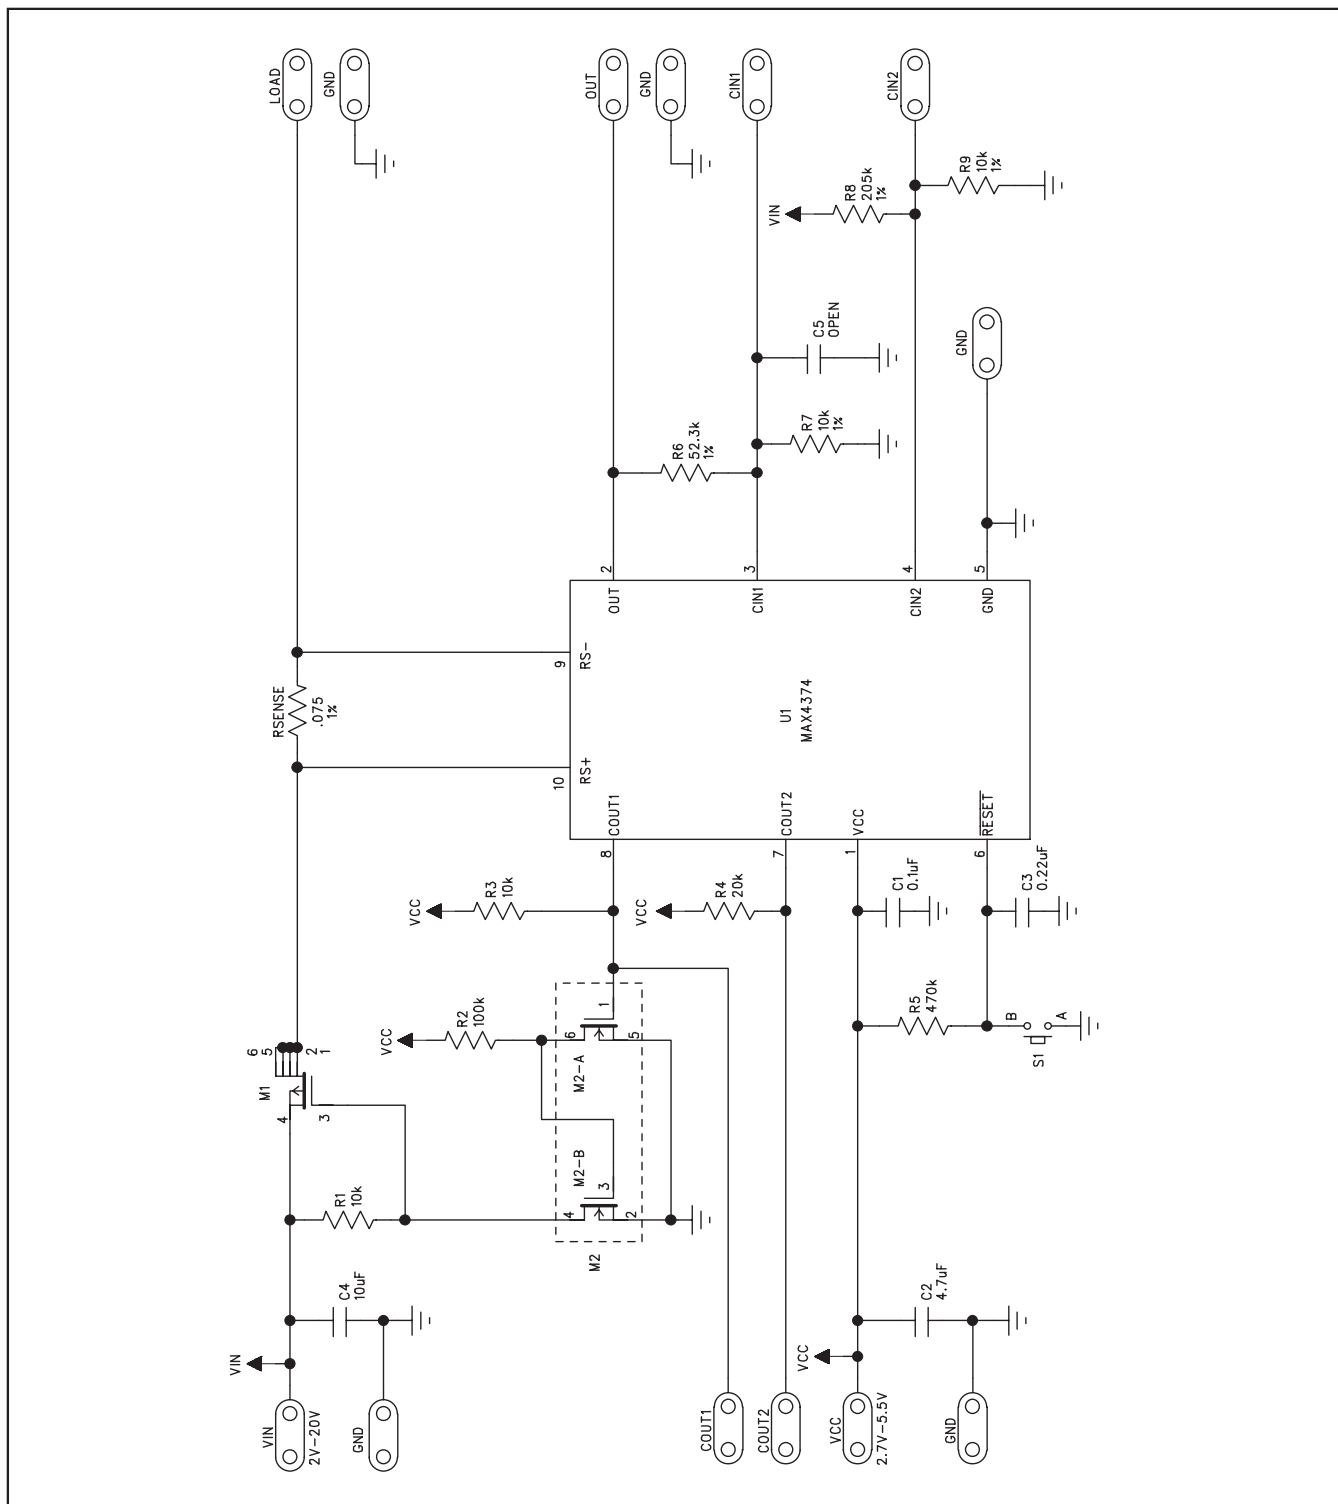 VIN
VIN
2V-20V
GND
C4
10uF
R1
10k
M1
4
3
6
5
2
1
RSENSE
.075
1%
LOAD
GND
VCC
R2
100k
VCC
R3
10k
M2
M2-B
4
3
2
M2-A
6
1
5
10
RS+
9
RS-
8
COUT1
OUT
2
OUT
GND
R6
52.3k
1%
VCC
R4
20k
COUT1
COUT2
7
COUT2
U1
MAX4374
CIN1
3
CIN1
R7
10k
1%
C5
OPEN
VIN
R8
205k
1%
VCC
VCC
2.7V-5.5V
1
VCC
C1
0.1uF
C2
4.7uF
GND
R5
470k
CIN2
4
CIN2
R9
10k
1%
6
RESET
C3
0.22uF
S1
B
A
GND
5
GND